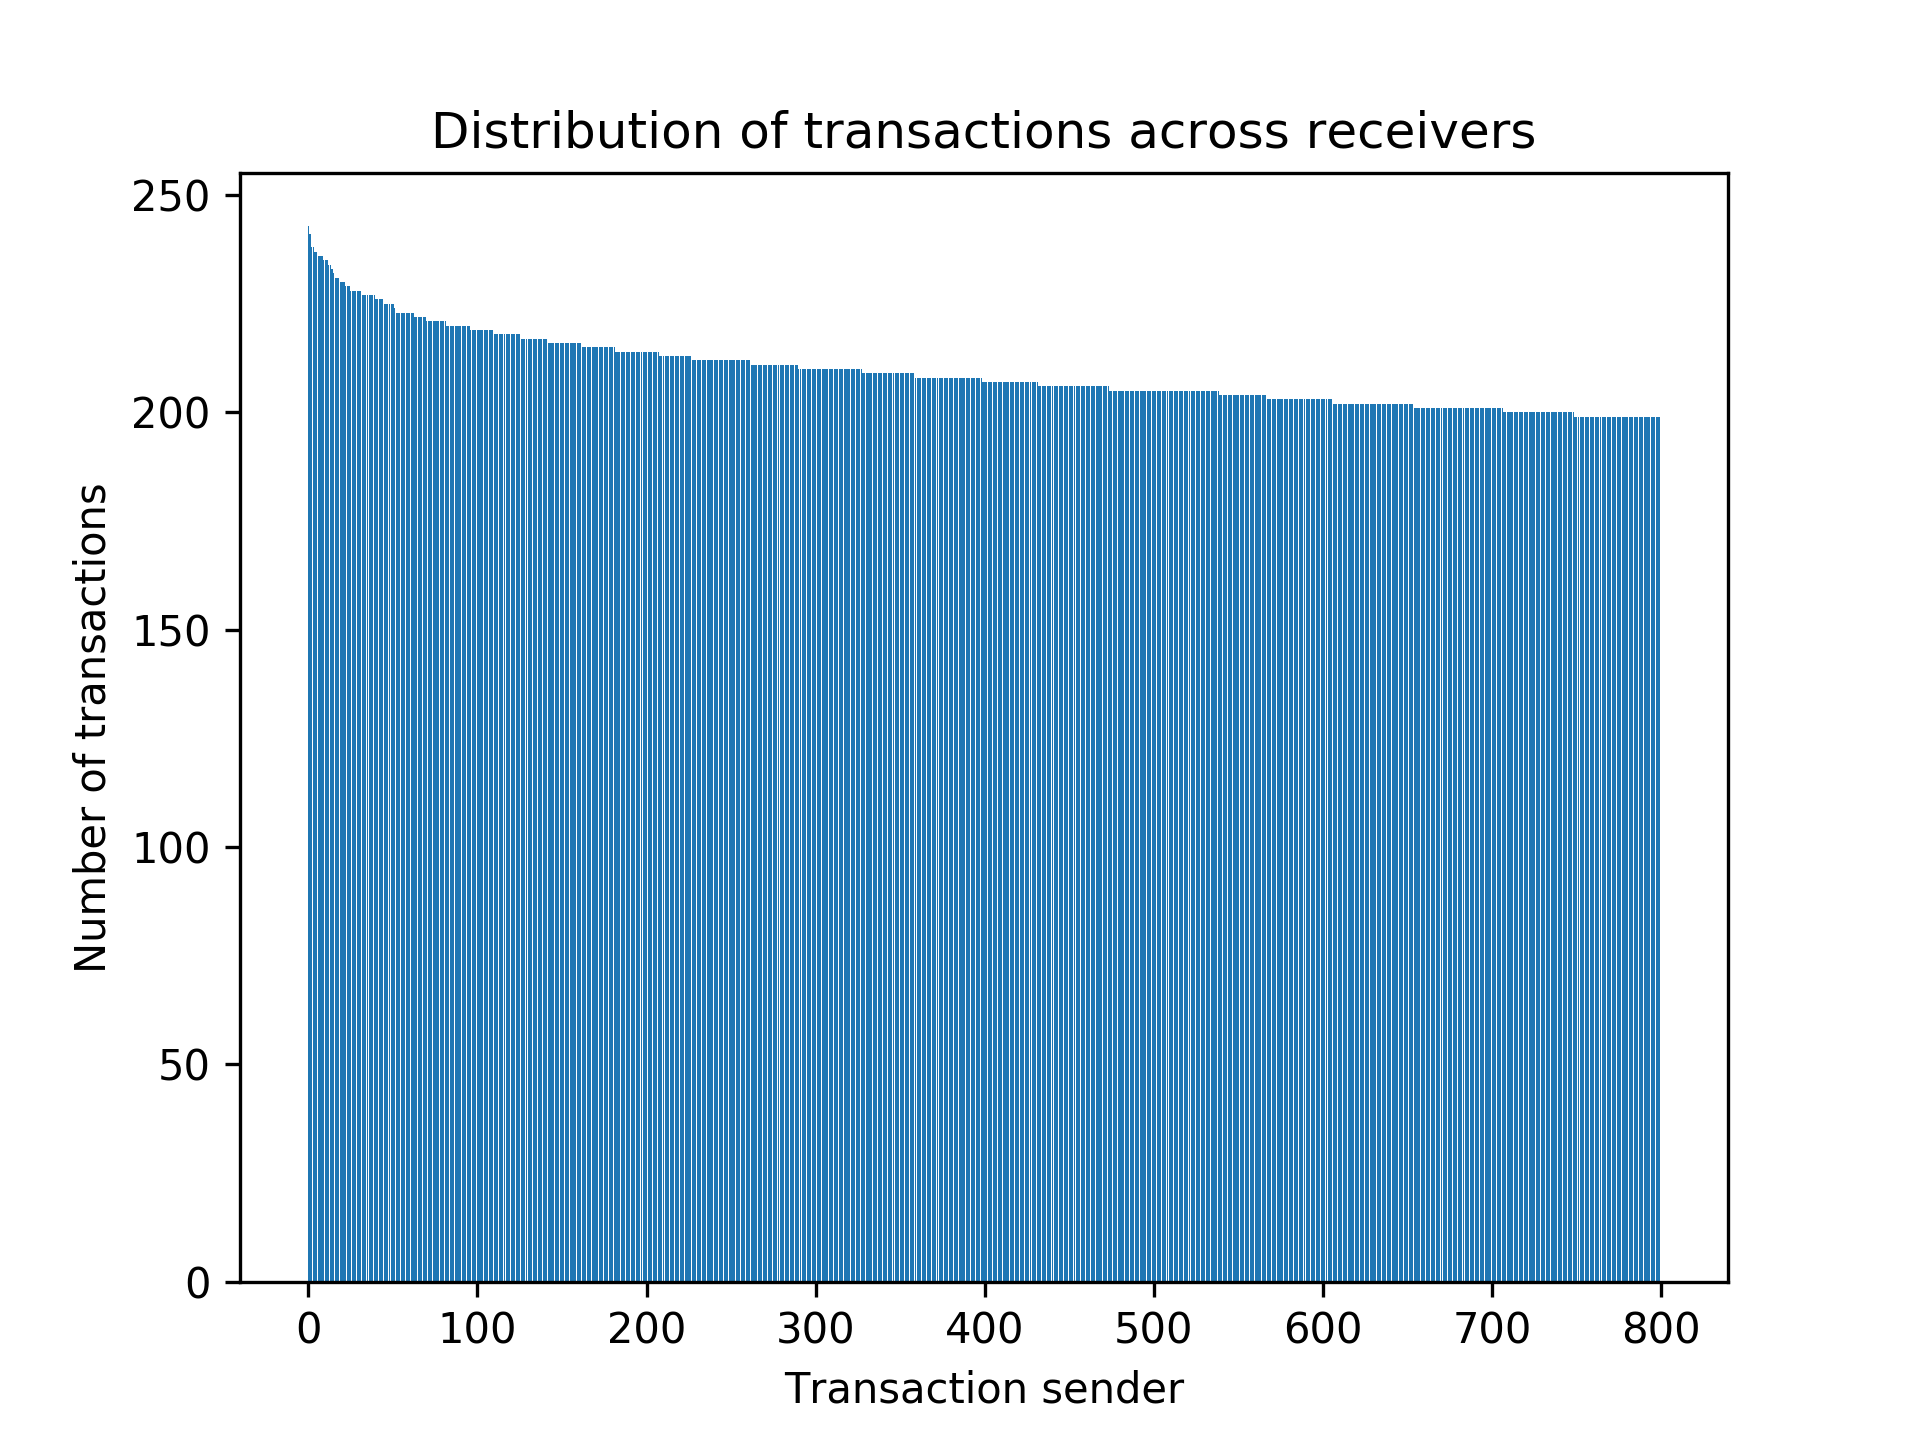 Distribution of transactions across receivers
250
200
150
100
50
0
Number of transactions
0 100 200 300 400 500 600 700 800
Transaction sender